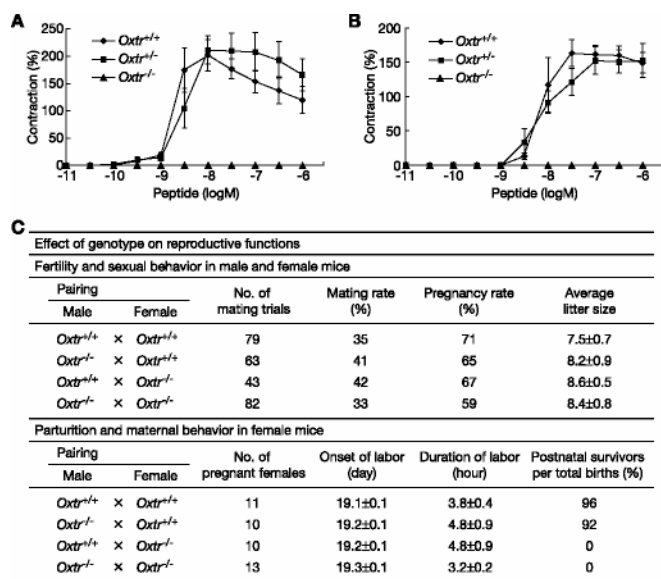 A
250
200
150
100
50
0
Contraction (%)
Oxtr+/+
Oxtr+/-
Oxtr-/-
-11 -10 -9 -8 -7 -6
Peptide (logM)
B
200
150
100
50
0
Contraction (%)
Oxtr+/+
Oxtr+/-
Oxtr-/-
-11 -10 -9 -8 -7 -6
Peptide (logM)
C
Effect of genotype on reproductive functions
Fertility and sexual behavior in male and female mice
Pairing No. of Mating rate Pregnancy rate Average
Male Female mating trials (%) (%) litter size
Oxtr+/+ × Oxtr+/+ 79 35 71 7.5±0.7
Oxtr-/- × Oxtr+/+ 63 41 65 8.2±0.9
Oxtr+/+ × Oxtr-/- 43 42 67 8.6±0.5
Oxtr-/- × Oxtr-/- 82 33 59 8.4±0.8
Parturition and maternal behavior in female mice
Pairing No. of Onset of labor Duration of labor Postnatal survivors
Male Female pregnant females (day) (hour) per total births (%)
Oxtr+/+ × Oxtr+/+ 11 19.1±0.1 3.8±0.4 96
Oxtr-/- × Oxtr+/+ 10 19.2±0.1 4.8±0.9 92
Oxtr+/+ × Oxtr-/- 10 19.2±0.1 4.8±0.9 0
Oxtr-/- × Oxtr-/- 13 19.3±0.1 3.2±0.2 0